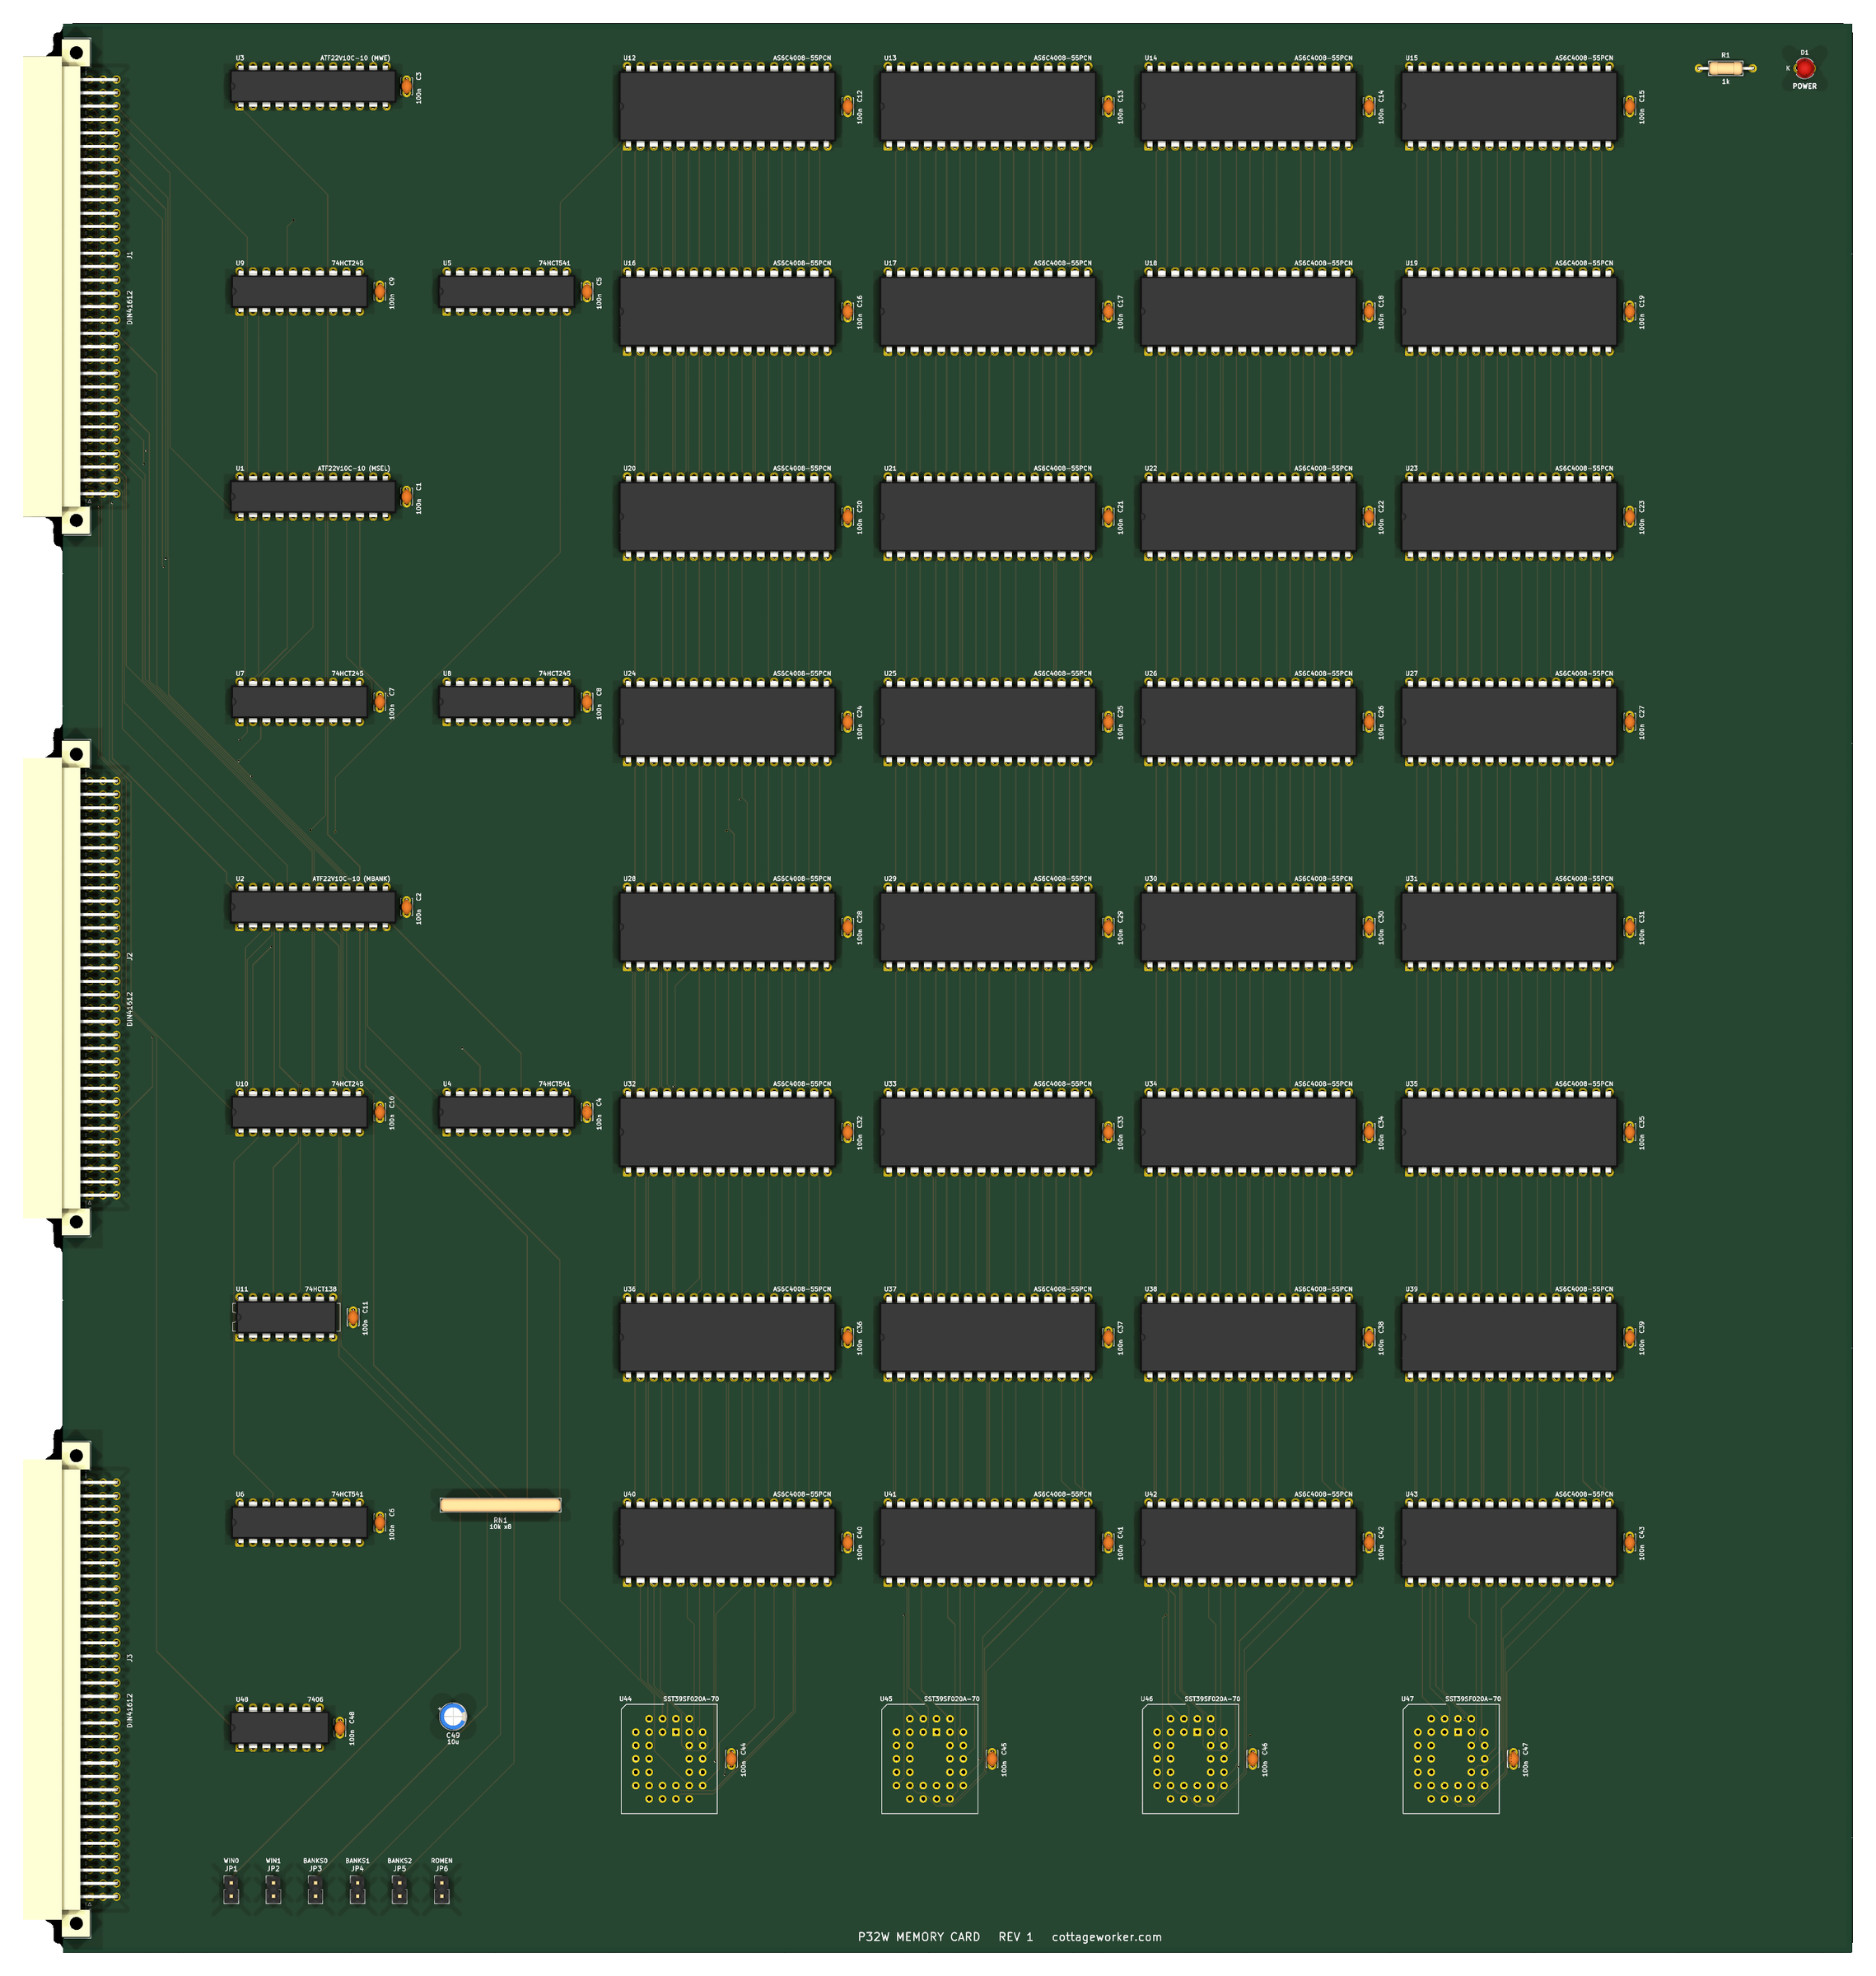 U3 ATF22V10C-10 (MWE) C3 100n
U12 AS6C4008-55PCN C12 100n
U13 AS6C4008-55PCN C13 100n
U14 AS6C4008-55PCN C14 100n
U15 AS6C4008-55PCN C15 100n
R1
1k
D1
K
POWER
J1
DIN41612
U9 74HCT245 C9 100n
U5 74HCT541 C5 100n
U16 AS6C4008-55PCN C16 100n
U17 AS6C4008-55PCN C17 100n
U18 AS6C4008-55PCN C18 100n
U19 AS6C4008-55PCN C19 100n
U1 ATF22V10C-10 (MSEL) C1 100n
U20 AS6C4008-55PCN C20 100n
U21 AS6C4008-55PCN C21 100n
U22 AS6C4008-55PCN C22 100n
U23 AS6C4008-55PCN C23 100n
U7 74HCT245 C7 100n
U8 74HCT245 C8 100n
U24 AS6C4008-55PCN C24 100n
U25 AS6C4008-55PCN C25 100n
U26 AS6C4008-55PCN C26 100n
U27 AS6C4008-55PCN C27 100n
U2 ATF22V10C-10 (MBANK) C2 100n
U28 AS6C4008-55PCN C28 100n
U29 AS6C4008-55PCN C29 100n
U30 AS6C4008-55PCN C30 100n
U31 AS6C4008-55PCN C31 100n
J2
DIN41612
U10 74HCT245 C10 100n
U4 74HCT541 C4 100n
U32 AS6C4008-55PCN C32 100n
U33 AS6C4008-55PCN C33 100n
U34 AS6C4008-55PCN C34 100n
U35 AS6C4008-55PCN C35 100n
U11 74HCT138 C11 100n
U36 AS6C4008-55PCN C36 100n
U37 AS6C4008-55PCN C37 100n
U38 AS6C4008-55PCN C38 100n
U39 AS6C4008-55PCN C39 100n
U6 74HCT541 C6 100n
RN1
10k x8
U40 AS6C4008-55PCN C40 100n
U41 AS6C4008-55PCN C41 100n
U42 AS6C4008-55PCN C42 100n
U43 AS6C4008-55PCN C43 100n
J3
DIN41612
U48 7406 C48 100n
C49
10u
U44 SST39SF020A-70 C44 100n
U45 SST39SF020A-70 C45 100n
U46 SST39SF020A-70 C46 100n
U47 SST39SF020A-70 C47 100n
WIN0 WIN1 BANKS0 BANKS1 BANKS2 ROMEN
JP1 JP2 JP3 JP4 JP5 JP6
P32W MEMORY CARD REV 1 cottageworker.com